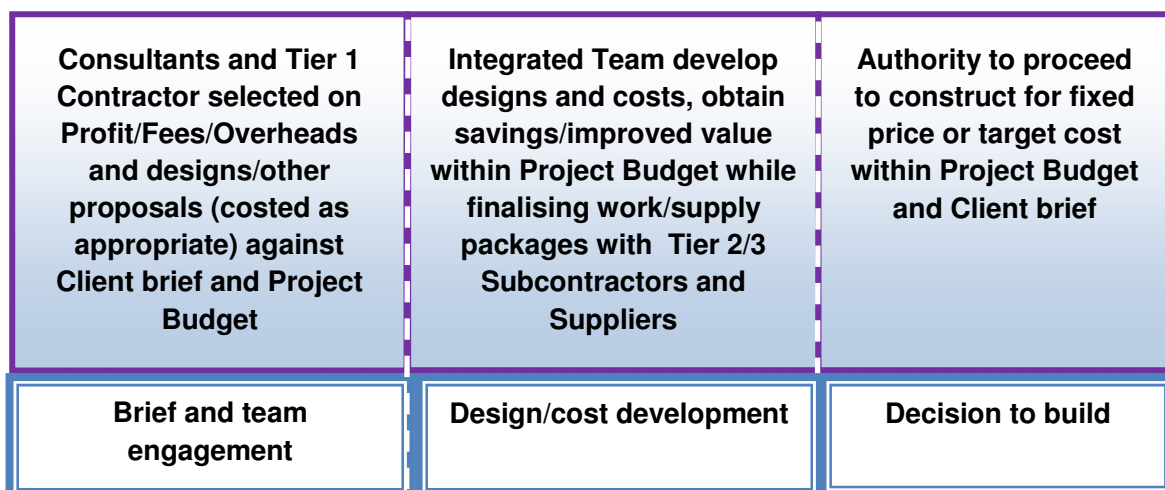 Consultants and Tier 1
Contractor selected on
Profit/Fees/Overheads
and designs/other
proposals (costed as
appropriate) against
Client brief and Project
Budget
Integrated Team develop
designs and costs, obtain
savings/improved value
within Project Budget while
finalising work/supply
packages with Tier 2/3
Subcontractors and
Suppliers
Authority to proceed
to construct for fixed
price or target cost
within Project Budget
and Client brief
Brief and team
engagement
Design/cost development
Decision to build